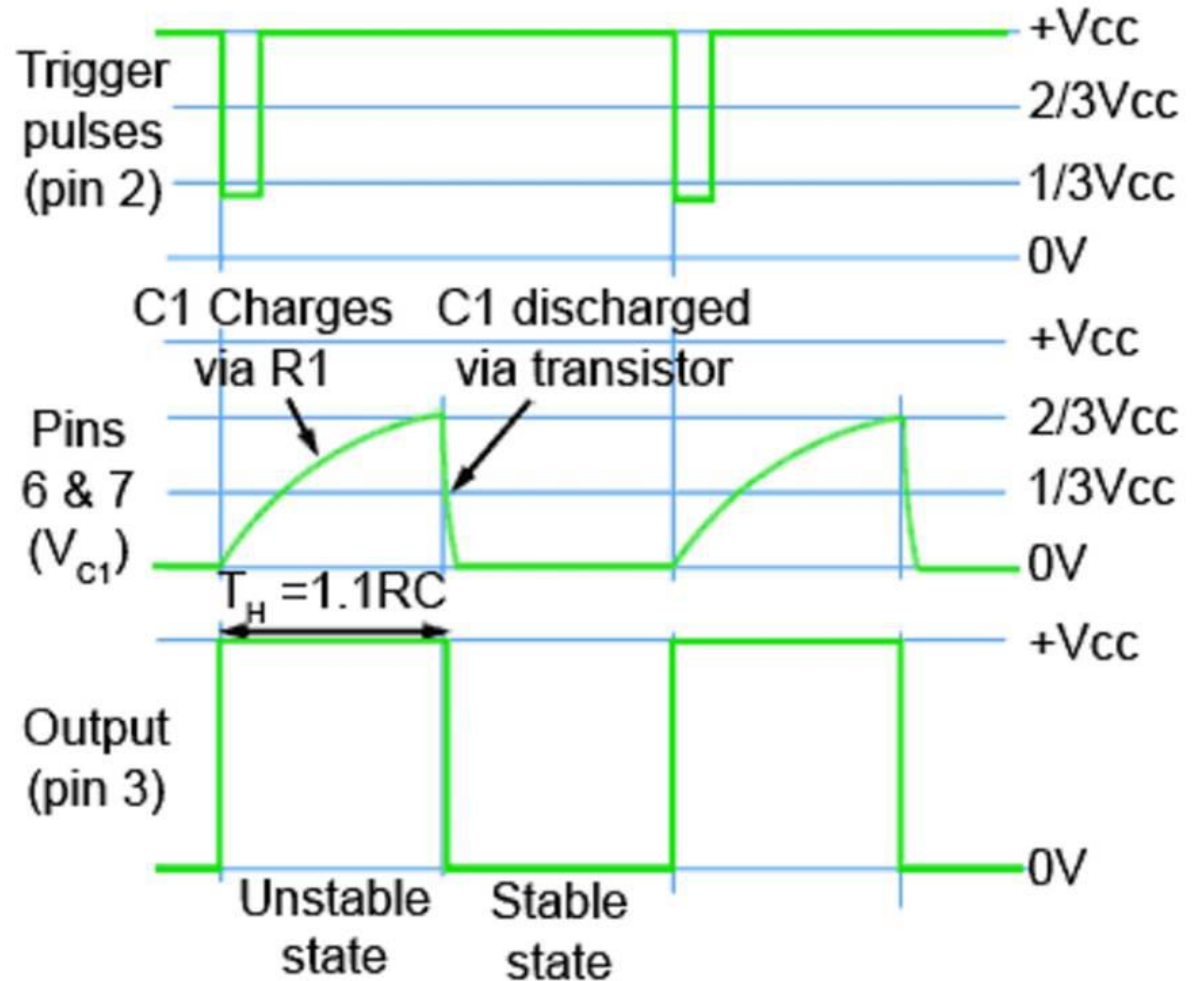 Trigger
pulses
(pin 2)
+Vcc
2/3Vcc
1/3Vcc
0V
C1 Charges
via R1
C1 discharged
via transistor
Pins
6 & 7
(VC1)
+Vcc
2/3Vcc
1/3Vcc
0V
TH =1.1RC
Output
(pin 3)
+Vcc
0V
Unstable
state
Stable
state